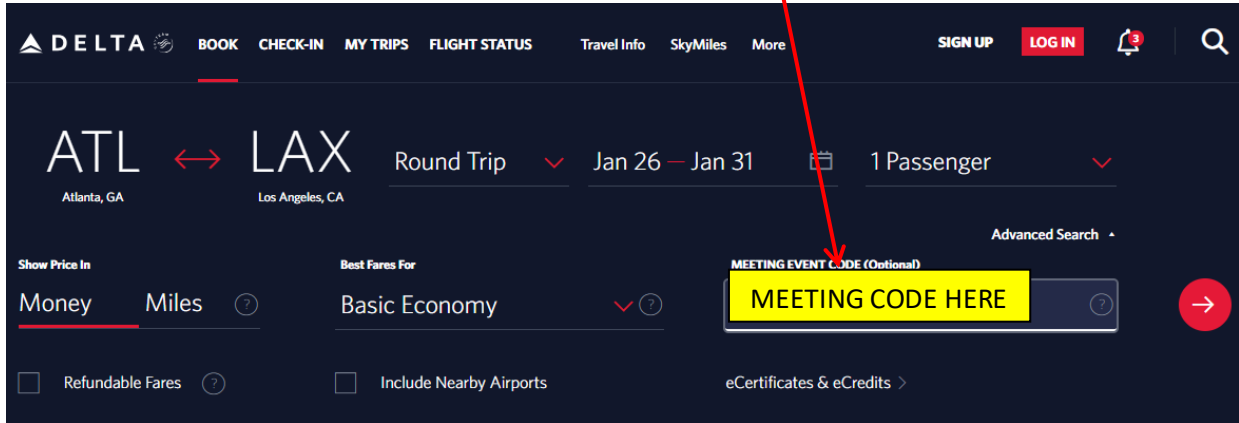 DELTA BOOK CHECK-IN MY TRIPS FLIGHT STATUS Travel Info SkyMiles More SIGN UP LOG IN 3
ATL LAX Round Trip Jan 26 — Jan 31 1 Passenger
Atlanta, GA Los Angeles, CA
Advanced Search
Show Price In Best Fares For MEETING EVENT CODE (Optional)
Money Miles ? Basic Economy ? MEETING CODE HERE ?
Refundable Fares ? Include Nearby Airports eCertificates & eCredits >